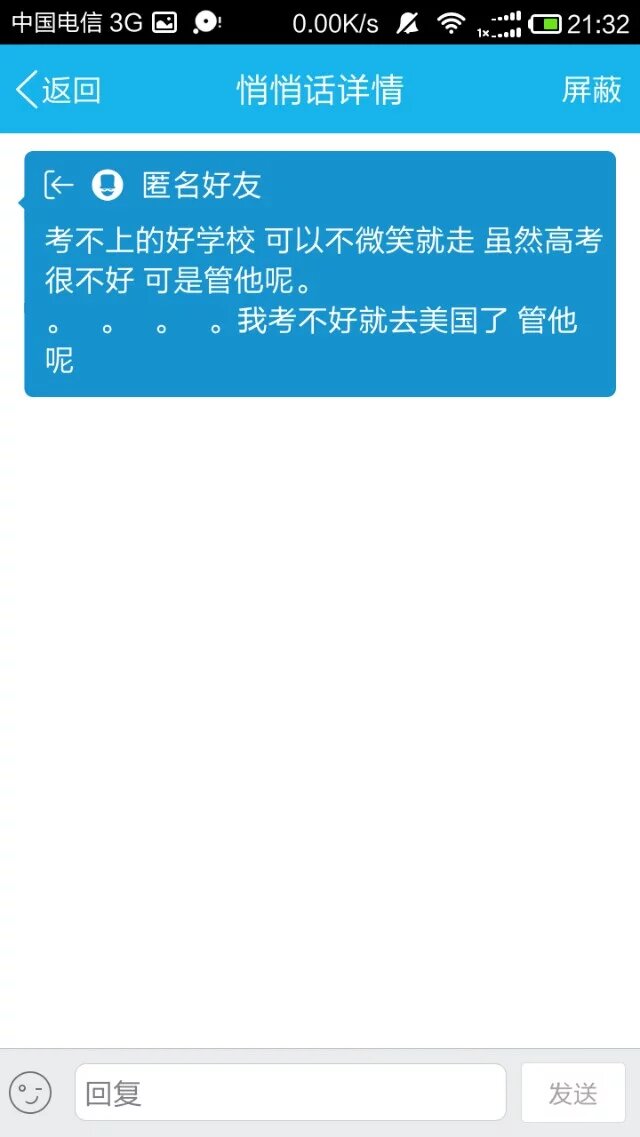 中国电信 3G 0.00K/s 1x 21:32
返回 悄悄话详情 屏蔽
匿名好友
考不上的好学校 可以不微笑就走 虽然高考
很不好 可是管他呢。
。 。 。 。我考不好就去美国了 管他
呢
回复 发送